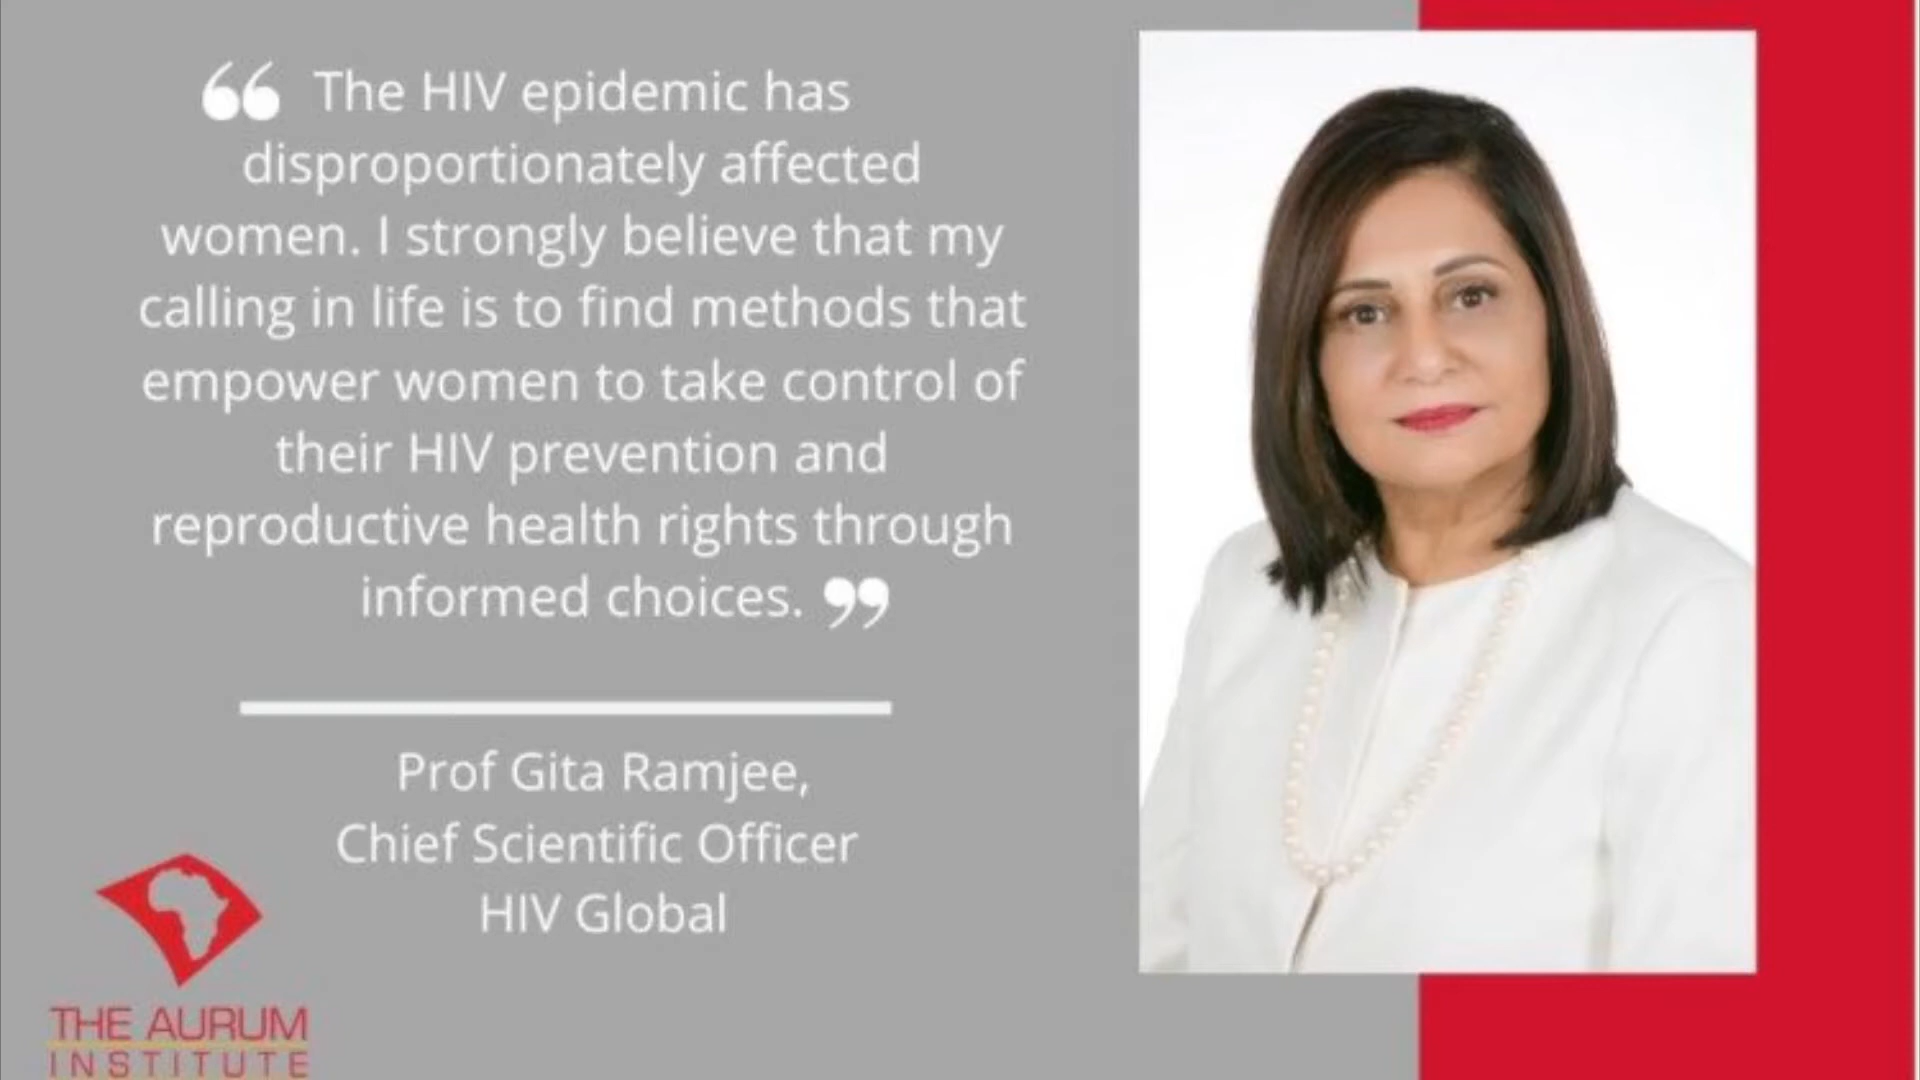 “ The HIV epidemic has
disproportionately affected
women. I strongly believe that my
calling in life is to find methods that
empower women to take control of
their HIV prevention and
reproductive health rights through
informed choices. ”
Prof Gita Ramjee,
Chief Scientific Officer
HIV Global
THE AURUM
INSTITUTE